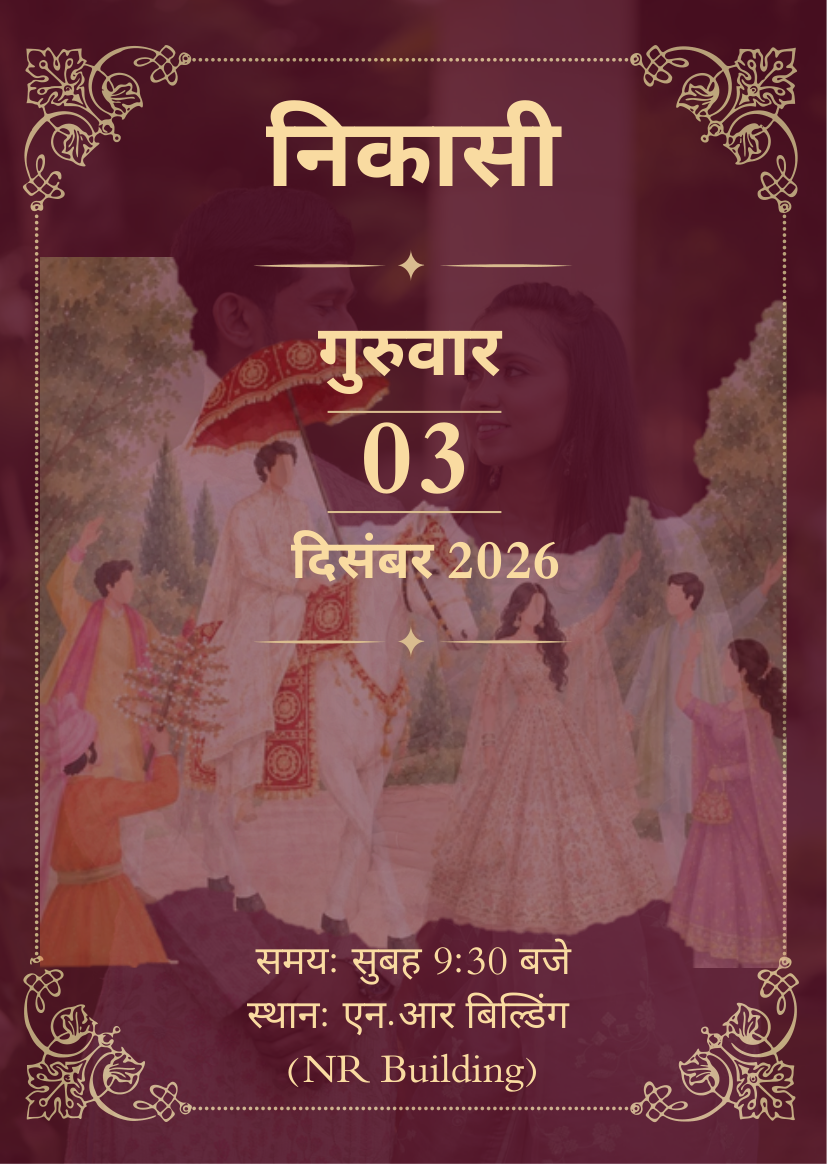 निकासी
गुरुवार
03
दिसंबर 2026
समय: सुबह 9:30 बजे
स्थान: एन.आर बिल्डिंग
(NR Building)